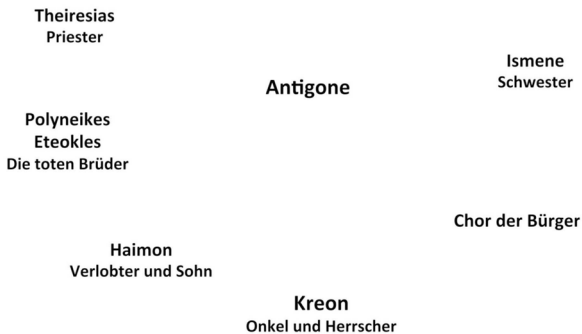 Theiresias
Priester
Ismene
Schwester
Antigone
Polyneikes
Eteokles
Die toten Brüder
Chor der Bürger
Haimon
Verlobter und Sohn
Kreon
Onkel und Herrscher